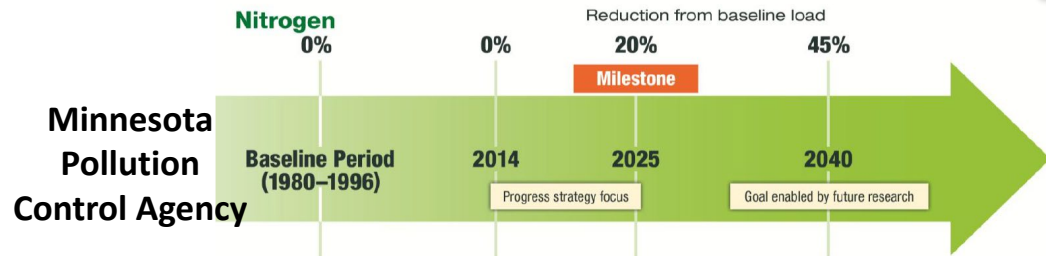 Nitrogen
Reduction from baseline load
0%
0%
20%
45%
Milestone
Minnesota
Pollution
Control Agency
Baseline Period
(1980–1996)
2014
2025
2040
Progress strategy focus
Goal enabled by future research